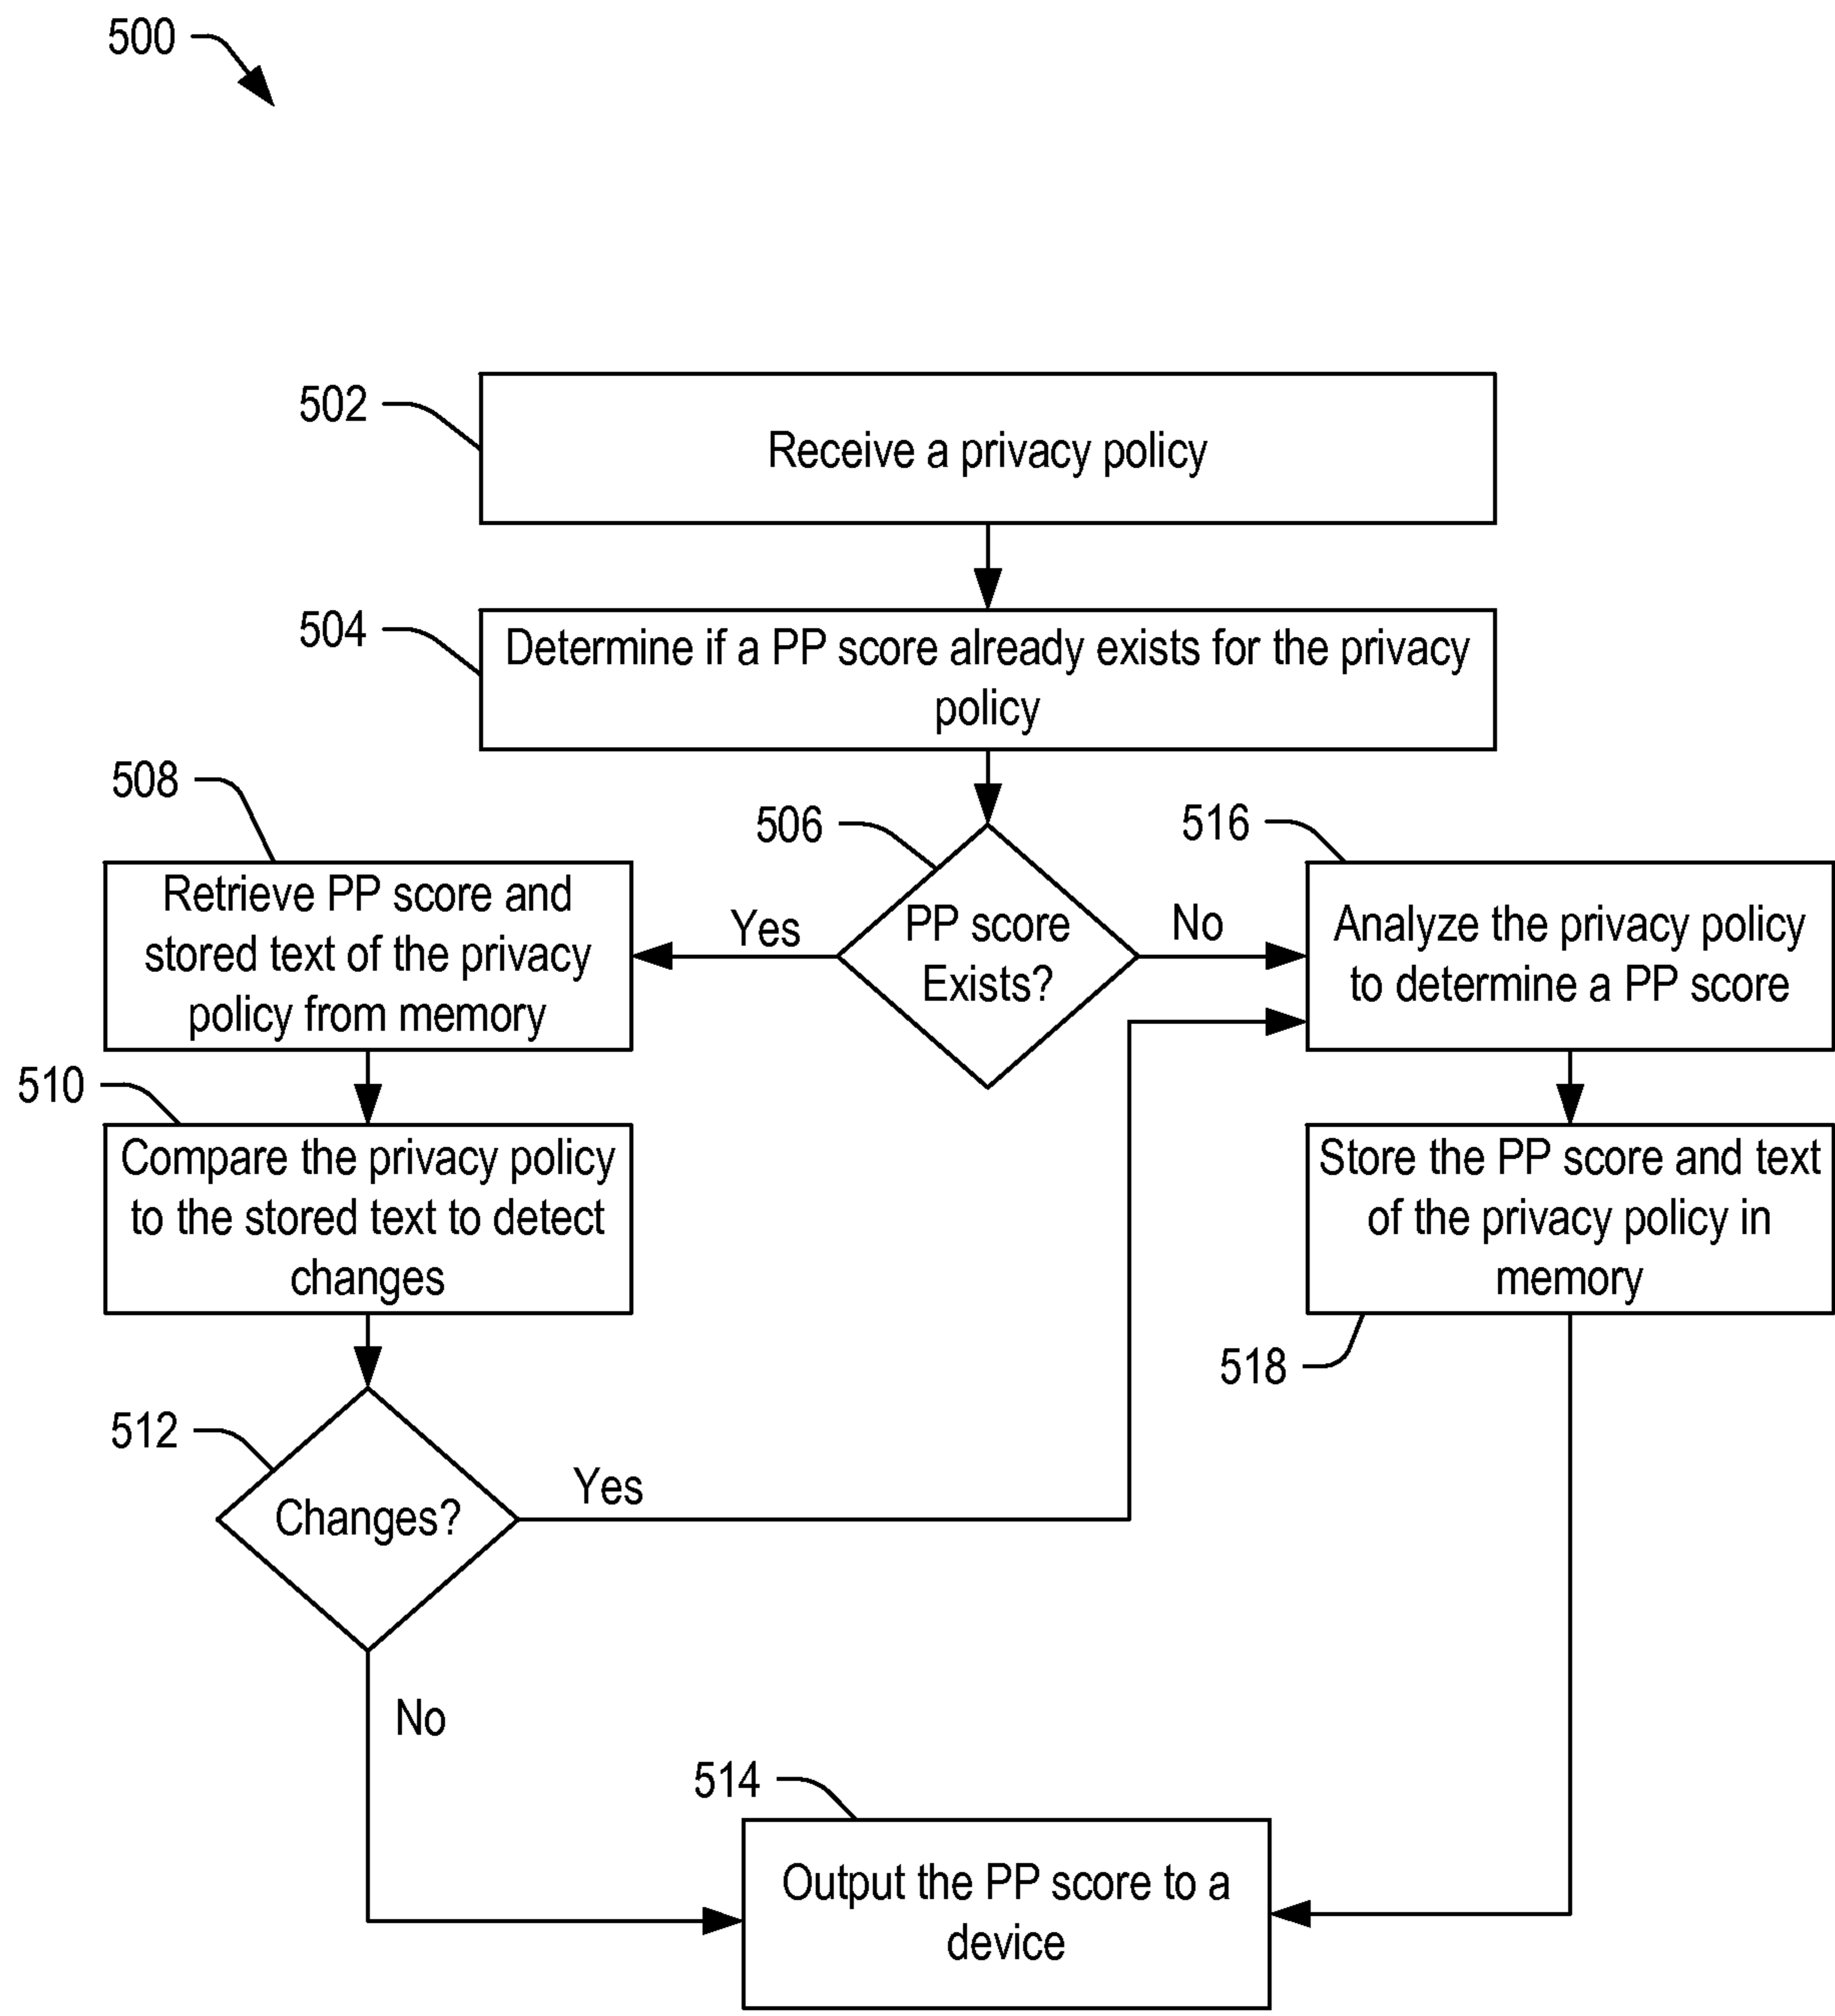 500
502
Receive a privacy policy
504
Determine if a PP score already exists for the privacy
policy
508
506
516
Retrieve PP score and
stored text of the privacy
policy from memory
Yes
PP score
Exists?
No
Analyze the privacy policy
to determine a PP score
510
Compare the privacy policy
to the stored text to detect
changes
Store the PP score and text
of the privacy policy in
memory
518
512
Changes?
Yes
No
514
Output the PP score to a
device